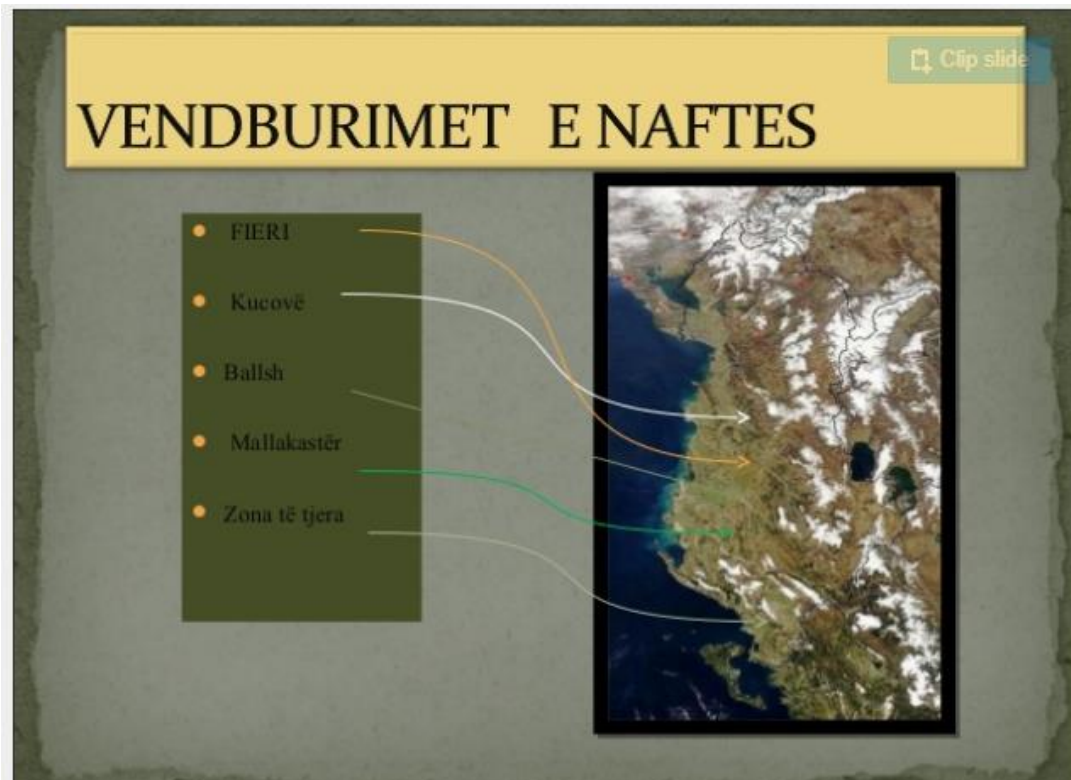 Clip slide
VENDBURIMET E NAFTES
FIERI
Kucovë
Ballsh
Mallakastër
Zona të tjera